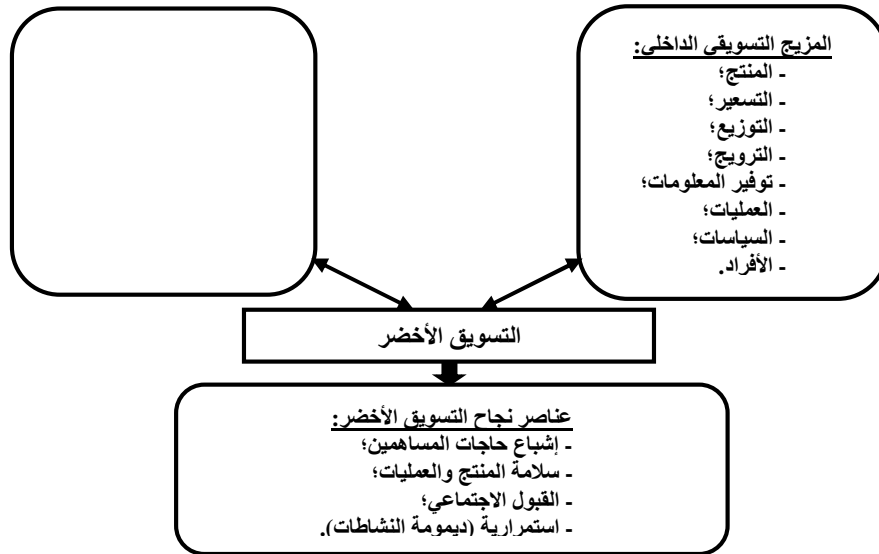 المزيج التسويقي الداخلي:
- المنتج؛
- التسعير؛
- التوزيع؛
- الترويج؛
- توفير المعلومات؛
- العمليات؛
- السياسات؛
- الأفراد.
التسويق الأخضر
عناصر نجاح التسويق الأخضر:
- إشباع حاجات المساهمين؛
- سلامة المنتج والعمليات؛
- القبول الاجتماعي؛
- استمرارية (ديمومة النشاطات).